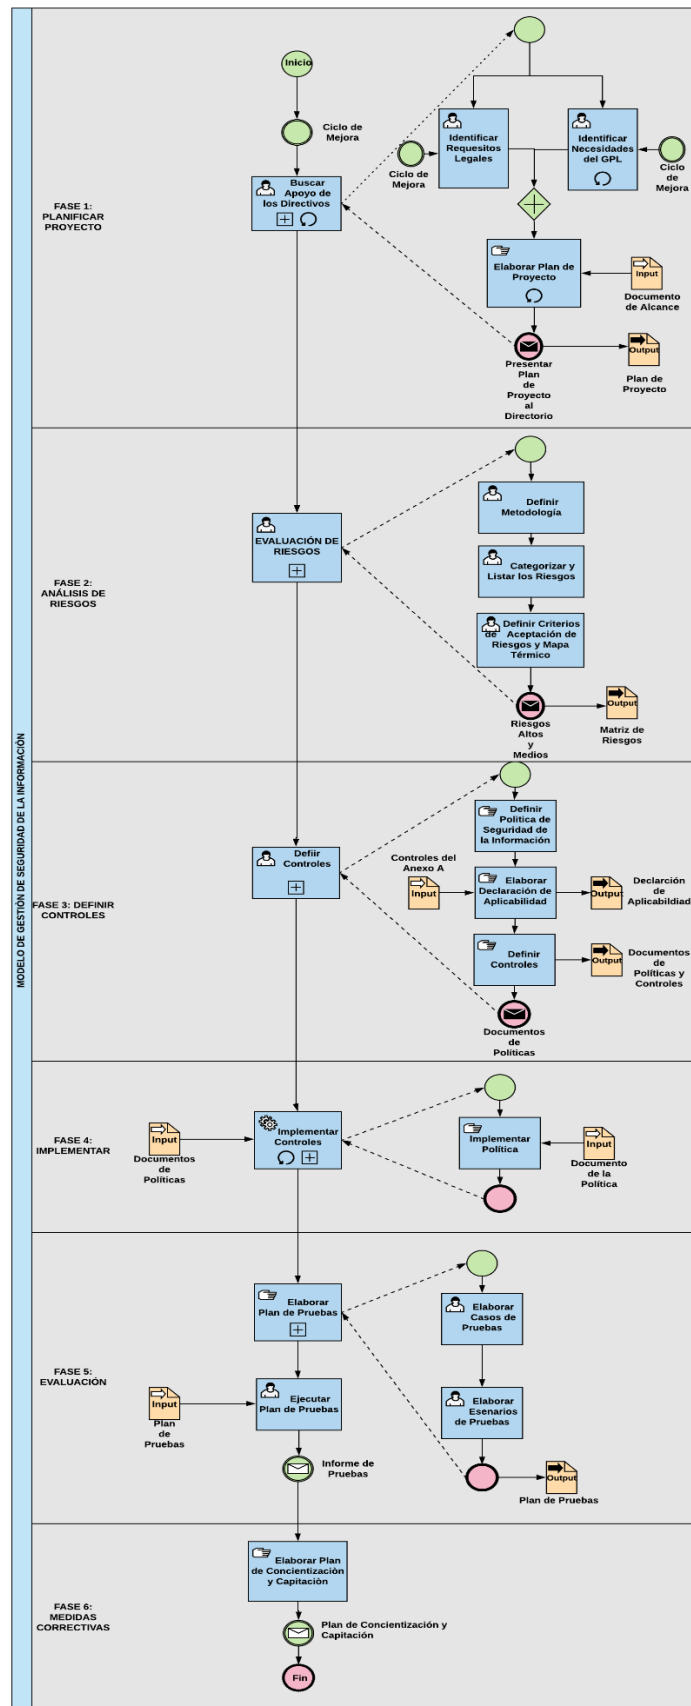 MODELO DE GESTIÓN DE SEGURIDAD DE LA INFORMACIÓN
FASE 1:
PLANIFICAR
PROYECTO
Inicio
Ciclo de
Mejora
Buscar
Apoyo de
los Directivos
Identificar
Requesitos
Legales
Ciclo de
Mejora
Identificar
Necesidades
del GPL
Ciclo
de
Mejora
Elaborar Plan de
Proyecto
Input
Documento
de Alcance
Presentar
Plan
de
Proyecto
al
Directorio
Output
Plan de
Proyecto
FASE 2:
ANÁLISIS DE
RIESGOS
EVALUACIÓN DE
RIESGOS
Definir
Metodología
Categorizar y
Listar los Riesgos
Definir Criterios
de Aceptación de
Riesgos y Mapa
Térmico
Riesgos
Altos
y
Medios
Output
Matriz de
Riesgos
FASE 3: DEFINIR
CONTROLES
Defiir
Controles
Definir
Política de
Seguridad de
la Información
Controles del
Anexo A
Input
Elaborar
Declaración de
Aplicabilidad
Output
Declarción
de
Aplicabildiad
Definir
Controles
Output
Documentos
de
Políticas y
Controles
Documentos
de
Políticas
FASE 4:
IMPLEMENTAR
Input
Documentos
de
Políticas
Implementar
Controles
Implementar
Política
Input
Documento
de la
Política
FASE 5:
EVALUACIÓN
Elaborar
Plan de Pruebas
Elaborar
Casos de
Pruebas
Input
Plan
de
Pruebas
Ejecutar
Plan de Pruebas
Elaborar
Esenarios
de Pruebas
Informe de
Pruebas
Output
Plan de Pruebas
FASE 6:
MEDIDAS
CORRECTIVAS
Elaborar Plan
de Concientizaciòn
y Capitaciòn
Plan de Concientización y
Capitación
Fin